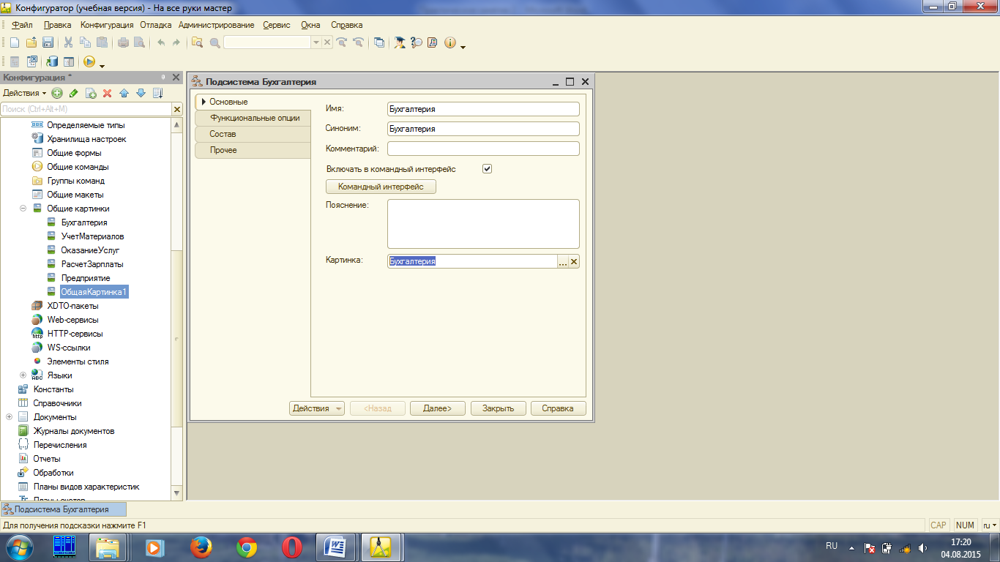 Конфигуратор (учебная версия) - На все руки мастер
Файл Правка Конфигурация Отладка Администрирование Сервис Окна Справка
Конфигурация *
Действия
Поиск (Ctrl+Alt+M)
Определяемые типы
Хранилища настроек
Общие формы
Общие команды
Группы команд
Общие макеты
Общие картинки
Бухгалтерия
УчетМатериалов
ОказаниеУслуг
РасчетЗарплаты
Предприятие
ОбщаяКартинка1
XDTO-пакеты
Web-сервисы
HTTP-сервисы
WS-ссылки
Элементы стиля
Языки
Константы
Справочники
Документы
Журналы документов
Перечисления
Отчеты
Обработки
Планы видов характеристик
Подсистема Бухгалтерия
Основные
Функциональные опции
Состав
Прочее
Имя: Бухгалтерия
Синоним: Бухгалтерия
Комментарий:
Включать в командный интерфейс
Командный интерфейс
Пояснение:
Картинка: Бухгалтерия ...
Действия <Назад Далее> Закрыть Справка
Подсистема Бухгалтерия
Для получения подсказки нажмите F1
CAP NUM ru
RU
17:20
04.08.2015